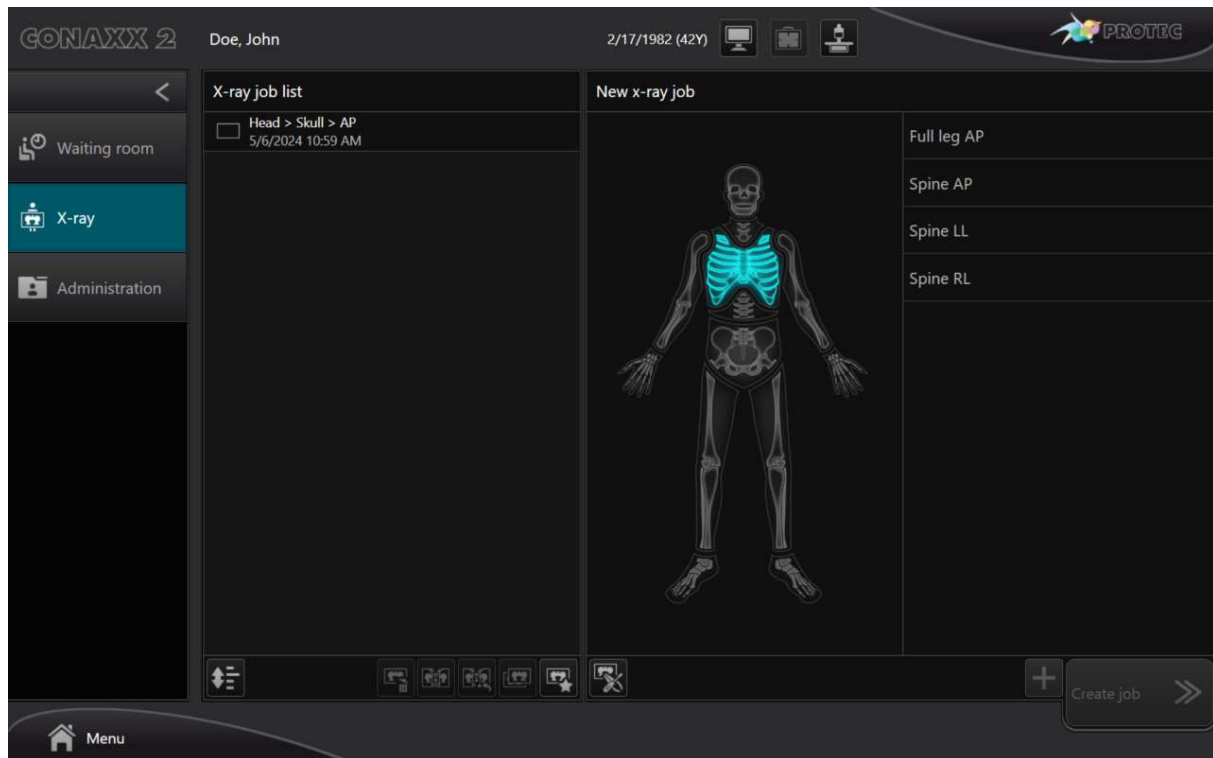 CONAXX 2
Doe, John
2/17/1982 (42Y)
PROTEC
X-ray job list
New x-ray job
Waiting room
X-ray
Administration
Head > Skull > AP
5/6/2024 10:59 AM
Full leg AP
Spine AP
Spine LL
Spine RL
Create job
Menu